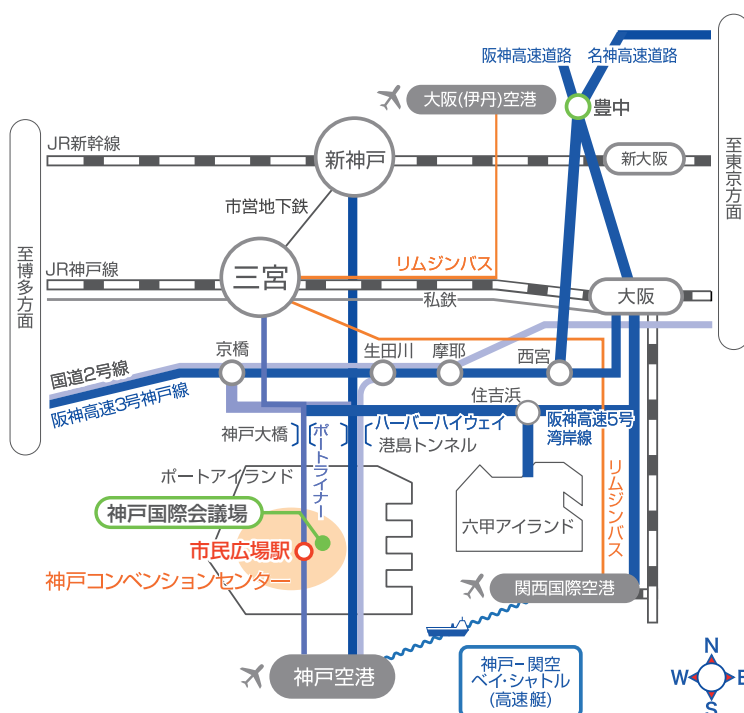 阪神高速道路
名神高速道路
大阪(伊丹)空港
豊中
至東京方面
JR新幹線
新神戸
新大阪
市営地下鉄
至博多方面
JR神戸線
三宮
リムジンバス
私鉄
大阪
国道2号線
阪神高速3号神戸線
京橋
生田川
摩耶
西宮
住吉浜
神戸大橋
ポートライナー
ハーバーハイウェイ
港島トンネル
阪神高速5号
湾岸線
ポートアイランド
神戸国際会議場
市民広場駅
神戸コンベンションセンター
六甲アイランド
リムジンバス
関西国際空港
神戸空港
神戸−関空
ベイ・シャトル
(高速艇)
N
W
E
S